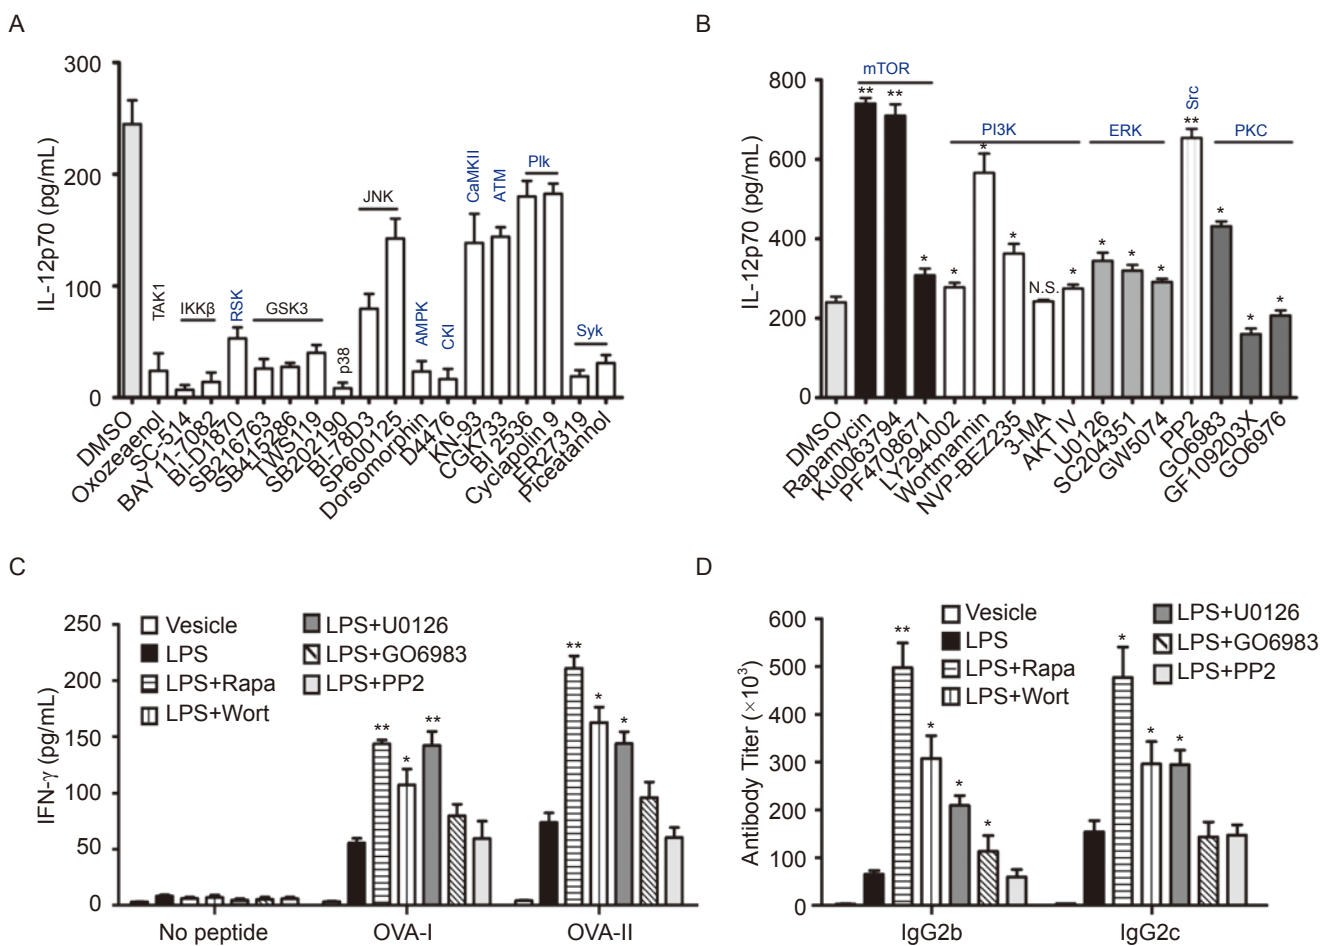 A
IL-12p70 (pg/mL)
300
200
100
0
TAK1
IKKβ
RSK
GSK3
p38
JNK
AMPK
CKI
CaMKII
ATM
Plk
Syk
DMSO
Oxozeaenol
SC-514
BAY 11-7082
BI-D1870
SB216763
SB415286
TWS119
SB202190
BI-78D3
SP600125
Dorsomorphin
D4476
KN-93
CGK733
BI 2536
Cyclapolin 9
ER27319
Piceatannol
B
IL-12p70 (pg/mL)
800
600
400
200
0
mTOR
PI3K
ERK
Src
PKC
**
**
*
*
*
*
N.S.
*
*
*
*
**
*
*
*
DMSO
Rapamycin
Ku0063794
PF4708671
LY294002
Wortmannin
NVP-BEZ235
3-MA
AKT IV
U0126
SC204351
GW5074
PP2
GO6983
GF109203X
GO6976
C
IFN-γ (pg/mL)
250
200
150
100
50
0
Vesicle
LPS
LPS+Rapa
LPS+Wort
LPS+U0126
LPS+GO6983
LPS+PP2
**
*
**
**
*
*
No peptide
OVA-I
OVA-II
D
Antibody Titer (×10³)
600
500
400
300
200
100
0
Vesicle
LPS
LPS+Rapa
LPS+Wort
LPS+U0126
LPS+GO6983
LPS+PP2
**
*
*
*
*
*
*
IgG2b
IgG2c